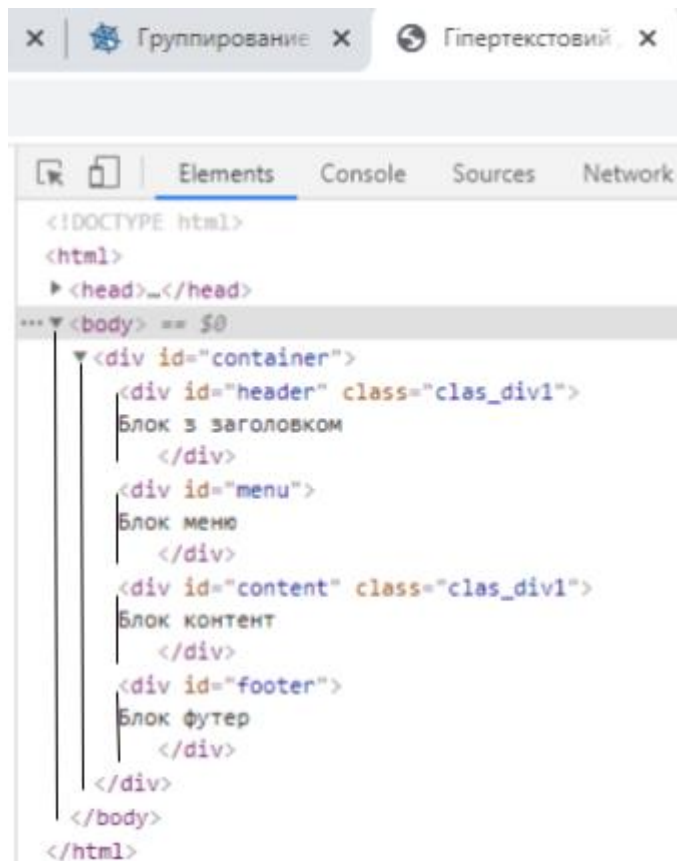 Группирование Гіпертекстовий
Elements Console Sources Network
<!DOCTYPE html>
<html>
<head>…</head>
··· <body> == $0
<div id="container">
<div id="header" class="clas_div1">
Блок з заголовком
</div>
<div id="menu">
Блок меню
</div>
<div id="content" class="clas_div1">
Блок контент
</div>
<div id="footer">
Блок футер
</div>
</div>
</body>
</html>